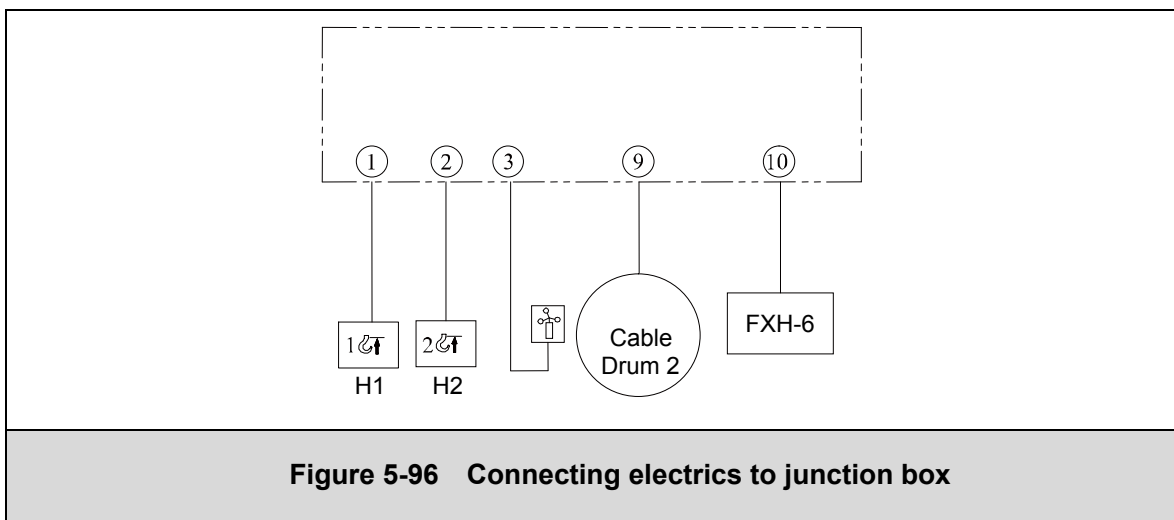 1 2 3 9 10
1 2
H1 H2
Cable
Drum 2
FXH-6
Figure 5-96 Connecting electrics to junction box